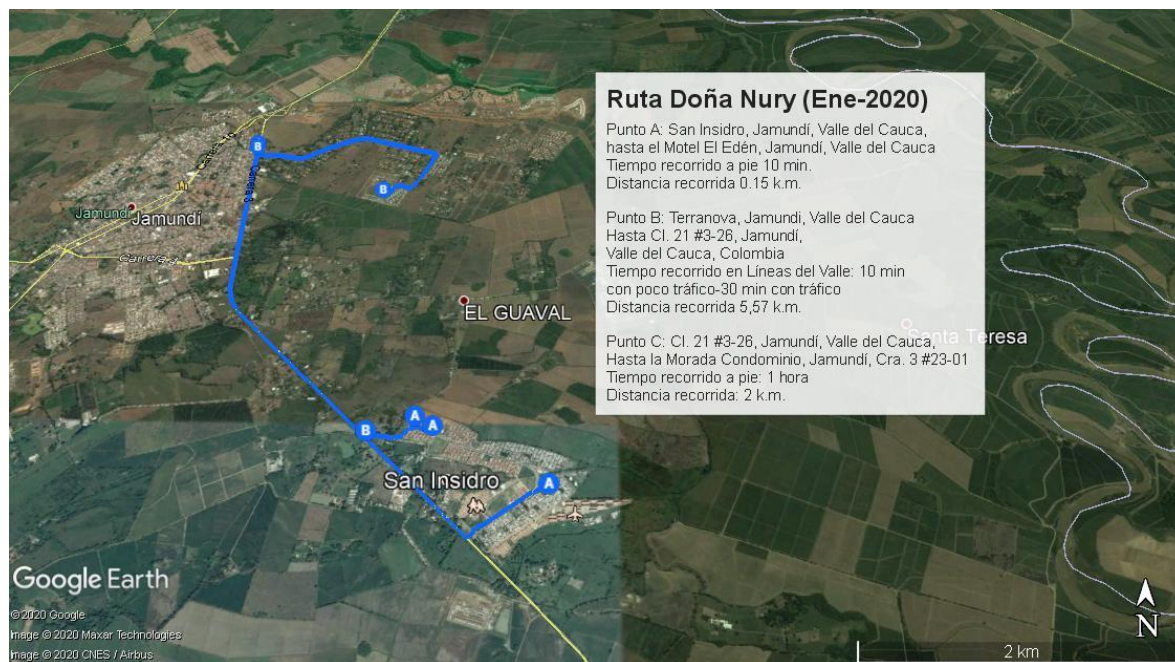 Ruta Doña Nury (Ene-2020)
Punto A: San Insidro, Jamundí, Valle del Cauca,
hasta el Motel El Edén, Jamundí, Valle del Cauca
Tiempo recorrido a pie 10 min.
Distancia recorrida 0.15 k.m.
Punto B: Terranova, Jamundi, Valle del Cauca
Hasta Cl. 21 #3-26, Jamundí,
Valle del Cauca, Colombia
Tiempo recorrido en Líneas del Valle: 10 min
con poco tráfico-30 min con tráfico
Distancia recorrida 5,57 k.m.
Punto C: Cl. 21 #3-26, Jamundí, Valle del Cauca,
Hasta la Morada Condominio, Jamundí, Cra. 3 #23-01
Tiempo recorrido a pie: 1 hora
Distancia recorrida: 2 k.m.
B
B
Jamundí
EL GUAVAL
Santa Teresa
B
A
A
San Insidro
A
Google Earth
© 2020 Google
Image © 2020 Maxar Technologies
Image © 2020 CNES / Airbus
N
2 km